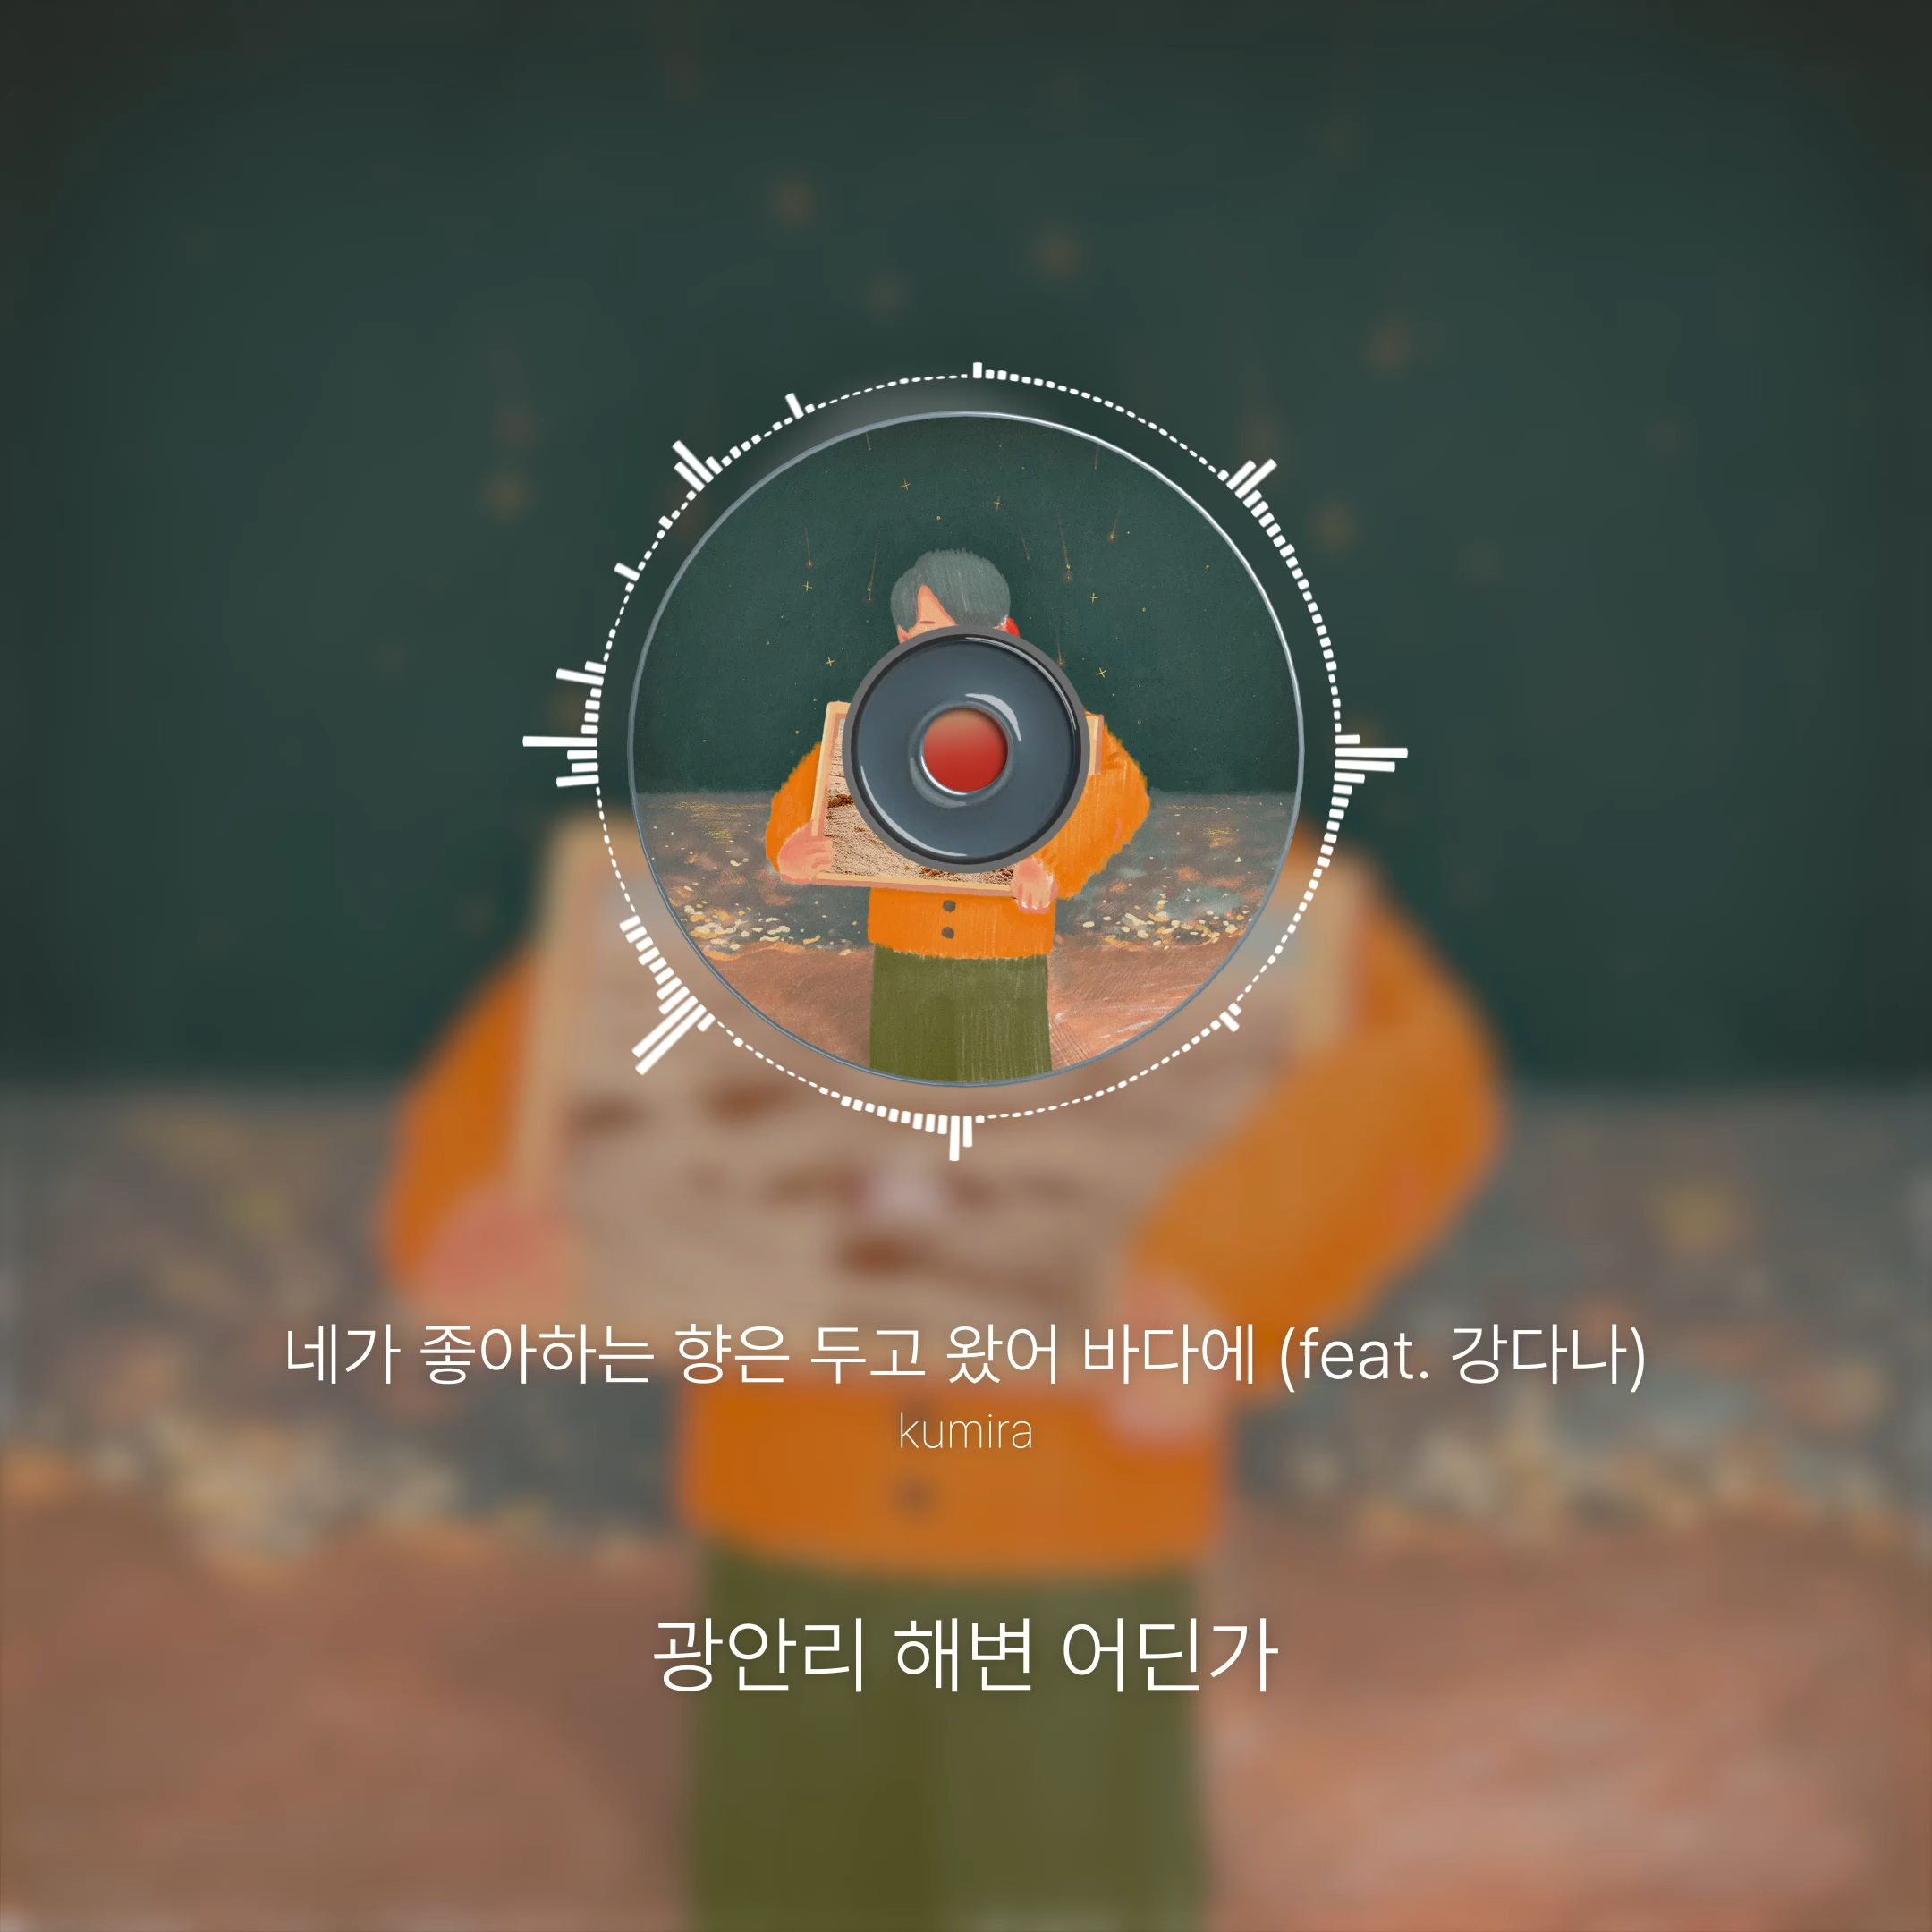 네가 좋아하는 향은 두고 왔어 바다에 (feat. 강다나)
kumira
광안리 해변 어딘가